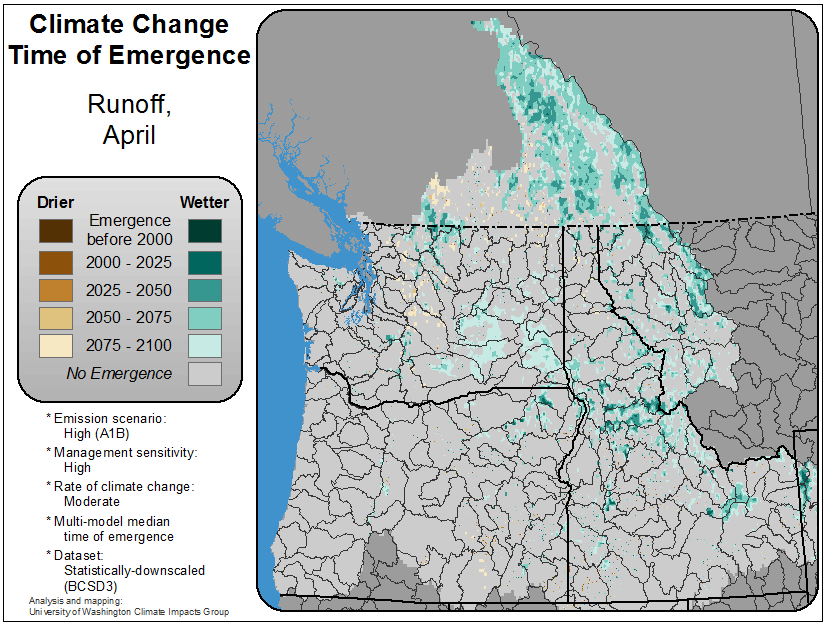 Climate Change
Time of Emergence
Runoff,
April
Drier
Wetter
Emergence
before 2000
2000 - 2025
2025 - 2050
2050 - 2075
2075 - 2100
No Emergence
* Emission scenario:
High (A1B)
* Management sensitivity:
High
* Rate of climate change:
Moderate
* Multi-model median
time of emergence
* Dataset:
Statistically-downscaled
(BCSD3)
Analysis and mapping:
University of Washington Climate Impacts Group